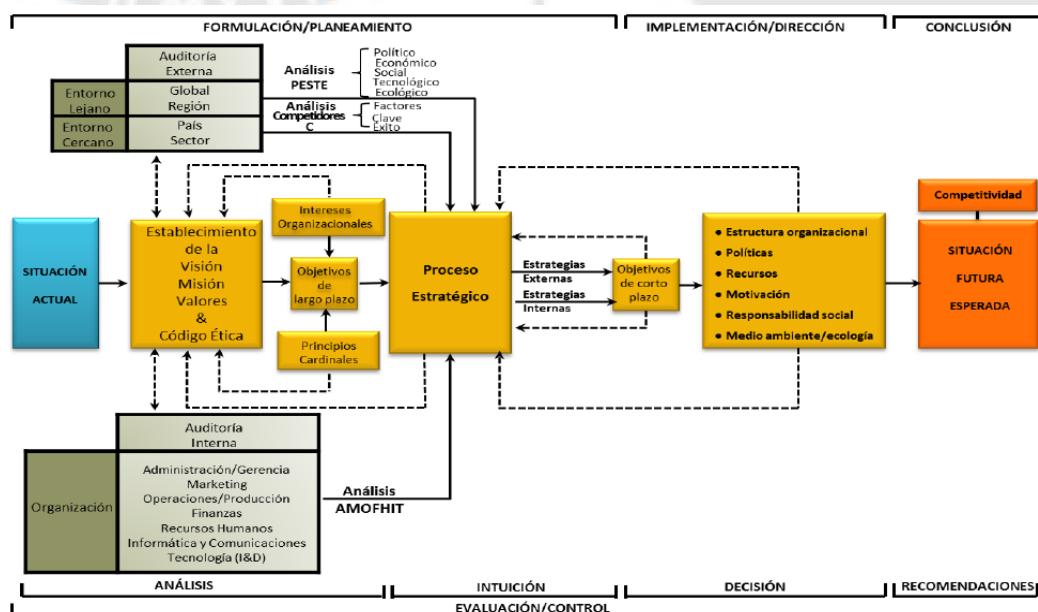 FORMULACIÓN/PLANEAMIENTO
IMPLEMENTACIÓN/DIRECCIÓN
CONCLUSIÓN
Auditoría
Externa
Entorno
Lejano
Global
Región
Entorno
Cercano
País
Sector
Análisis
PESTE
Político
Económico
Social
Tecnológico
Ecológico
Análisis
Competidores
C
Factores
Clave
Éxito
SITUACIÓN
ACTUAL
Establecimiento
de la
Visión
Misión
Valores
&
Código Ética
Intereses
Organizacionales
Objetivos
de
largo plazo
Principios
Cardinales
Proceso
Estratégico
Estrategias
Externas
Estrategias
Internas
Objetivos
de corto
plazo
• Estructura organizacional
• Políticas
• Recursos
• Motivación
• Responsabilidad social
• Medio ambiente/ecología
Competitividad
SITUACIÓN
FUTURA
ESPERADA
Auditoría
Interna
Organización
Administración/Gerencia
Marketing
Operaciones/Producción
Finanzas
Recursos Humanos
Informática y Comunicaciones
Tecnología (I&D)
Análisis
AMOFHIT
ANÁLISIS
INTUICIÓN
DECISIÓN
RECOMENDACIONES
EVALUACIÓN/CONTROL